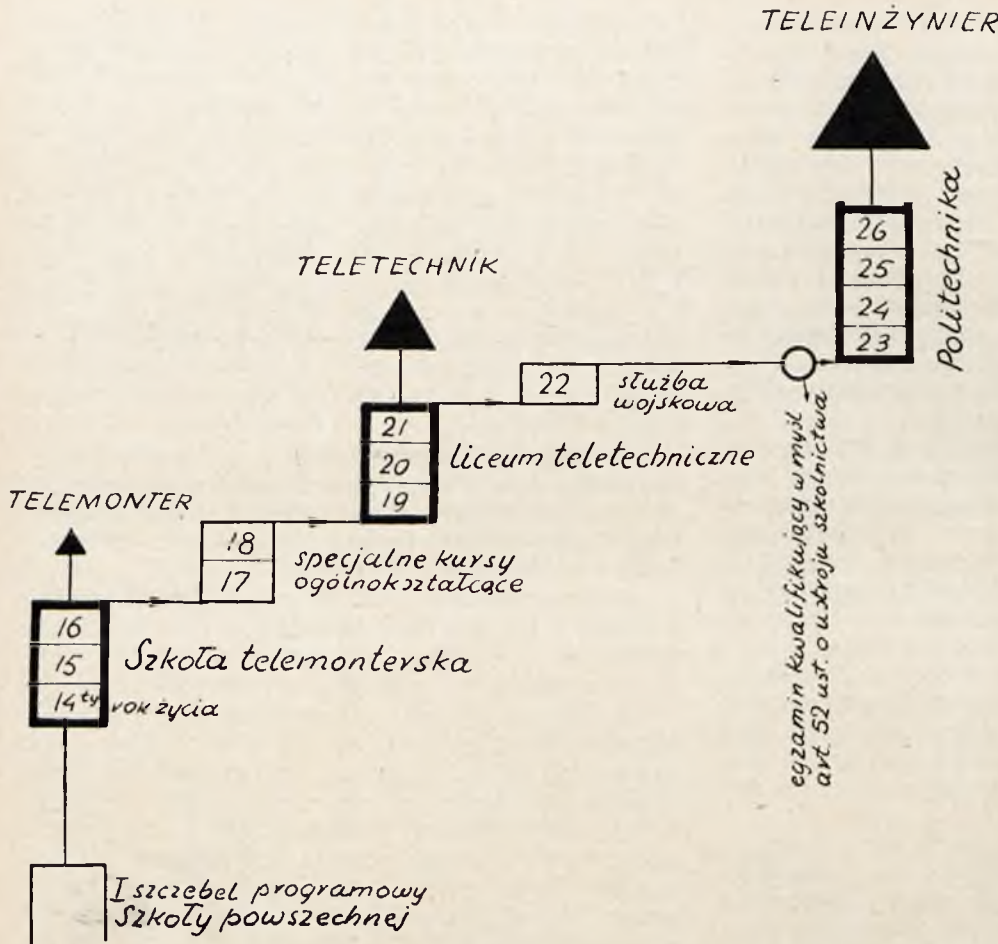 TELEINŻYNIER
26
25
24
23
Politechnika
TELETECHNIK
22
służba
wojskowa
21
20
19
liceum teletechniczne
egzamin kwalifikujący w myśl
art. 52 ust. o ustroju szkolnictwa
TELEMONTER
18
17
specjalne kursy
ogólnokształcące
16
15
14ty rok życia
Szkoła telemonterska
I szczebel programowy
Szkoły powszechnej